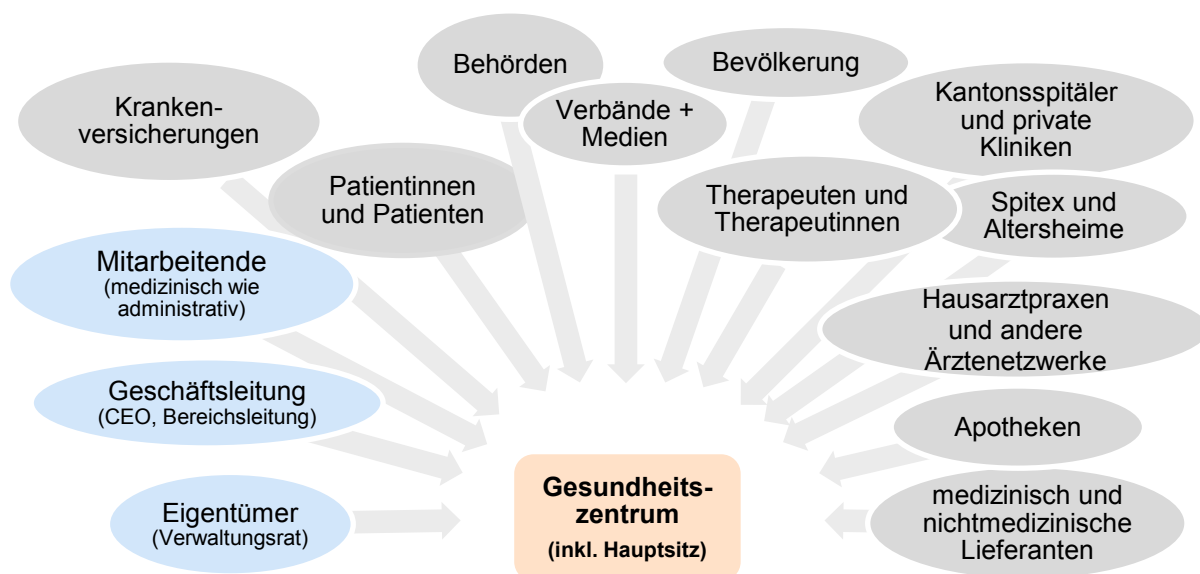 Kranken-
versicherungen
Behörden
Bevölkerung
Verbände +
Medien
Kantonsspitäler
und private
Kliniken
Patientinnen
und Patienten
Therapeuten und
Therapeutinnen
Spitex und
Altersheime
Mitarbeitende
(medizinisch wie
administrativ)
Hausarztpraxen
und andere
Ärztenetzwerke
Geschäftsleitung
(CEO, Bereichsleitung)
Apotheken
Eigentümer
(Verwaltungsrat)
Gesundheits-
zentrum
(inkl. Hauptsitz)
medizinisch und
nichtmedizinische
Lieferanten